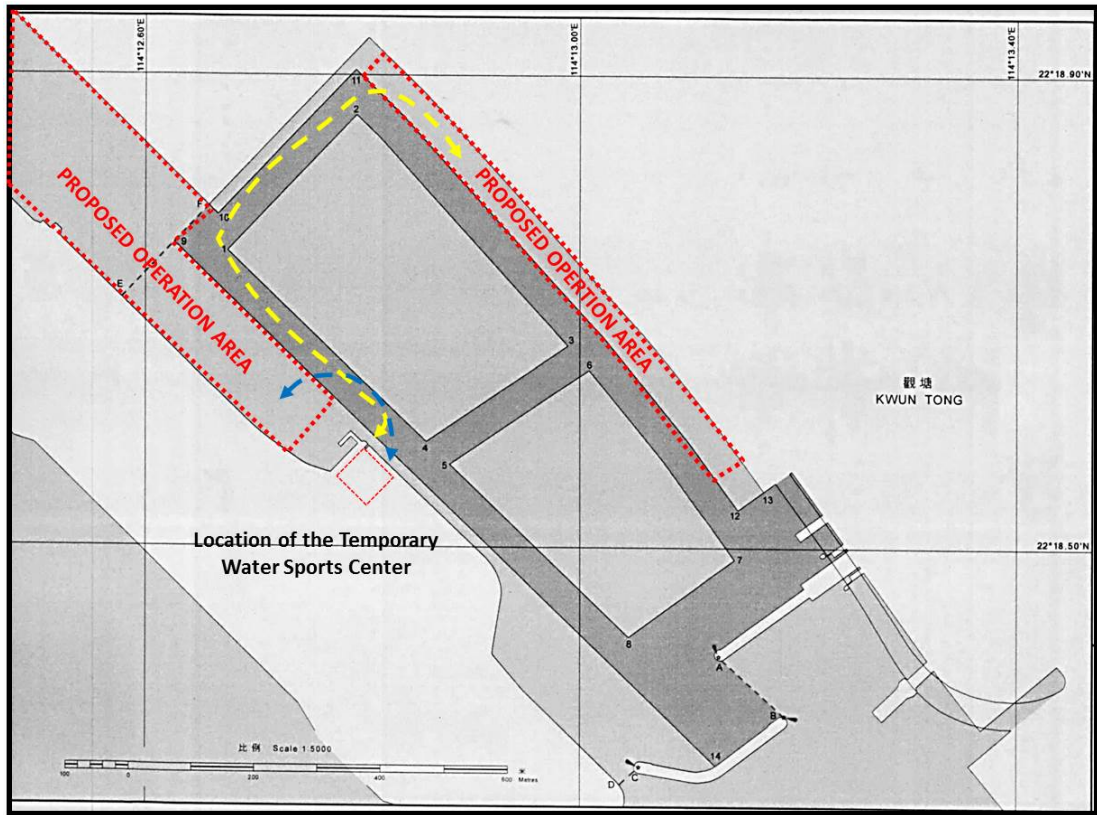 114°12.60'E
114°13.00'E
114°13.40'E
22°18.90'N
11
2
PROPOSED OPERATION AREA
PROPOSED OPERTION AREA
F
10
9
1
E
3
6
觀塘
KWUN TONG
4
5
13
12
Location of the Temporary
Water Sports Center
22°18.50'N
7
8
A
B
14
C
D
比例 Scale 1:5000
100 0 200 400 600 米
Metres